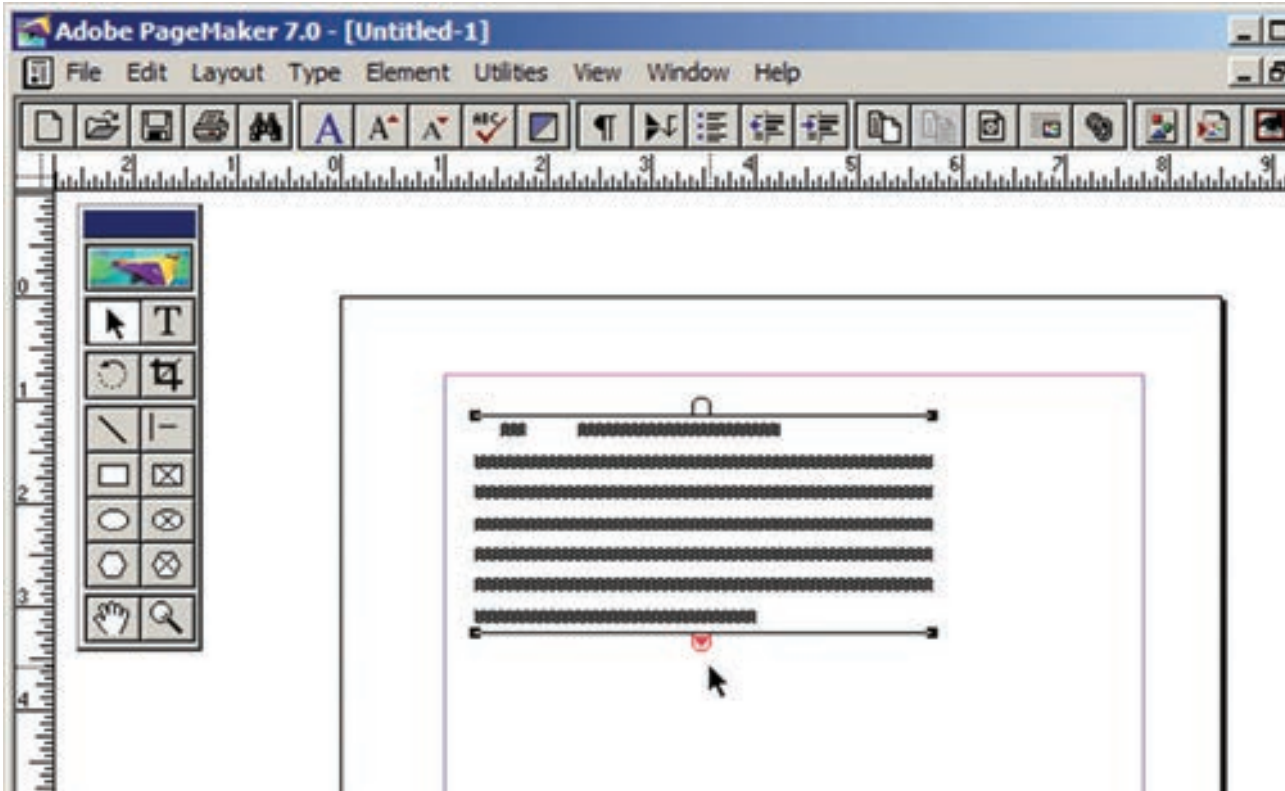 Adobe PageMaker 7.0 - [Untitled-1]
File Edit Layout Type Element Utilities View Window Help
A A A ABC ¶
2 1 0 1 2 3 4 5 6 7 8 9
T
0
1
2
3
4